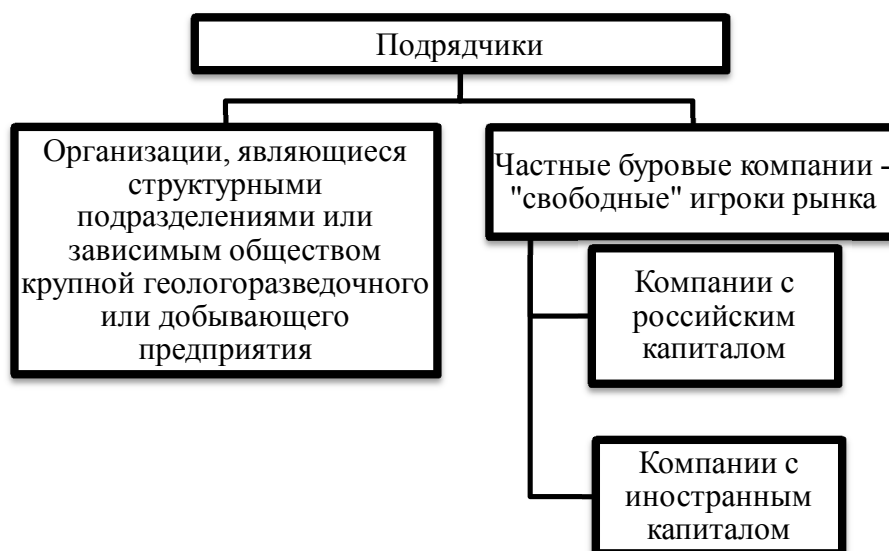 Подрядчики
Организации, являющиеся
структурными
подразделениями или
зависимым обществом
крупной геологоразведочного
или добывающего
предприятия
Частные буровые компании -
"свободные" игроки рынка
Компании с
российским
капиталом
Компании с
иностранным
капиталом